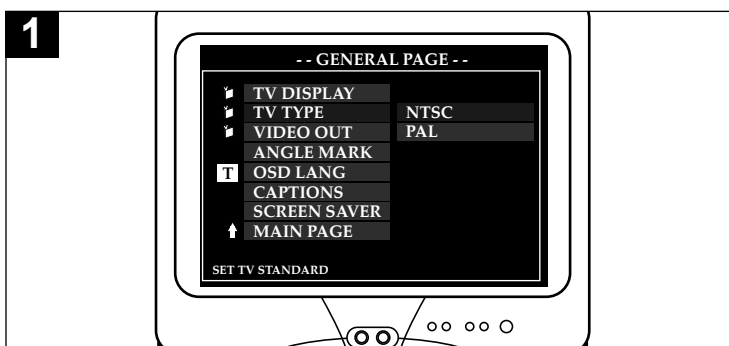 1
- - GENERAL PAGE - -
TV DISPLAY
TV TYPE NTSC
VIDEO OUT PAL
ANGLE MARK
T OSD LANG
CAPTIONS
SCREEN SAVER
MAIN PAGE
SET TV STANDARD